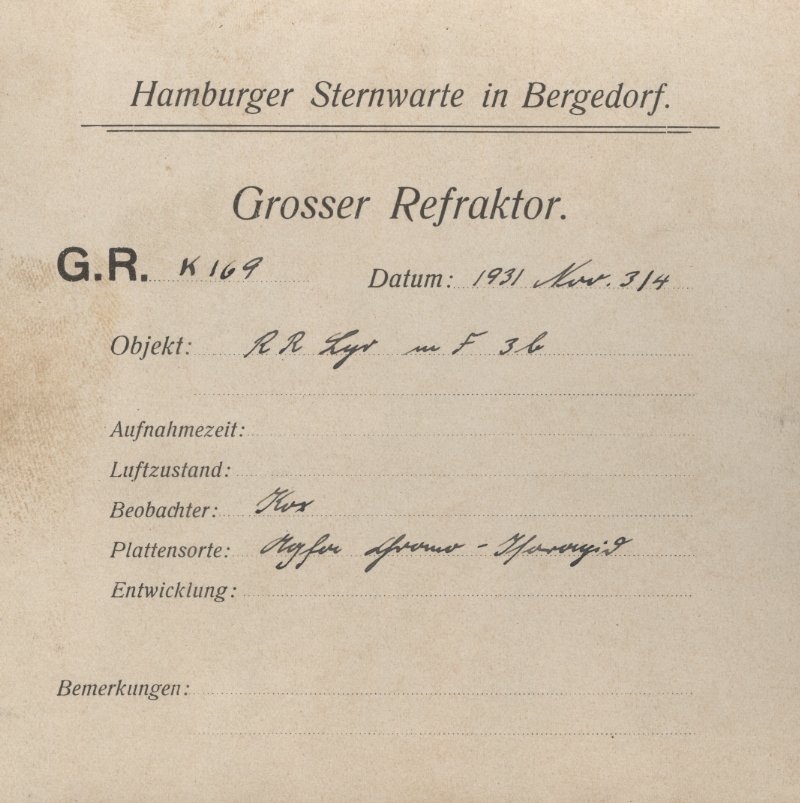 Hamburger Sternwarte in Bergedorf.
Grosser Refraktor.
G.R. K 169 Datum: 1931 Nov. 3/4
Objekt: RR Lyr m F 3b
Aufnahmezeit:
Luftzustand:
Beobachter: Kox
Plattensorte: Agfa Chromo - Isorapid
Entwicklung:
Bemerkungen: